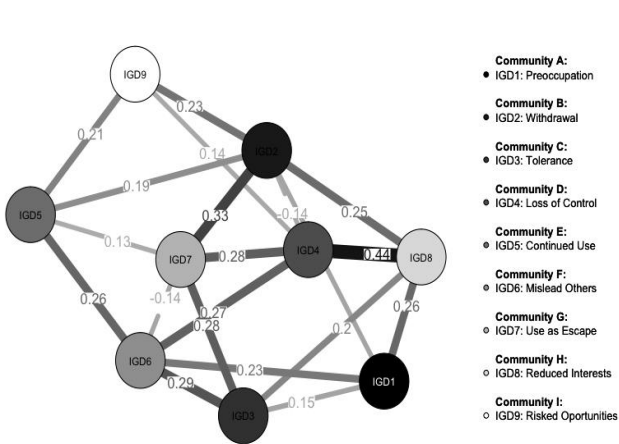 IGD9
0.23
0.21
0.14
IGD2
0.19
-0.14
0.25
0.33
IGD5
0.13
IGD7
0.28
IGD4
0.44
IGD8
0.26
-0.14
0.27
0.28
0.26
0.2
IGD6
0.23
0.29
IGD1
0.15
IGD3
Community A:
IGD1: Preoccupation
Community B:
IGD2: Withdrawal
Community C:
IGD3: Tolerance
Community D:
IGD4: Loss of Control
Community E:
IGD5: Continued Use
Community F:
IGD6: Mislead Others
Community G:
IGD7: Use as Escape
Community H:
IGD8: Reduced Interests
Community I:
IGD9: Risked Oportunities